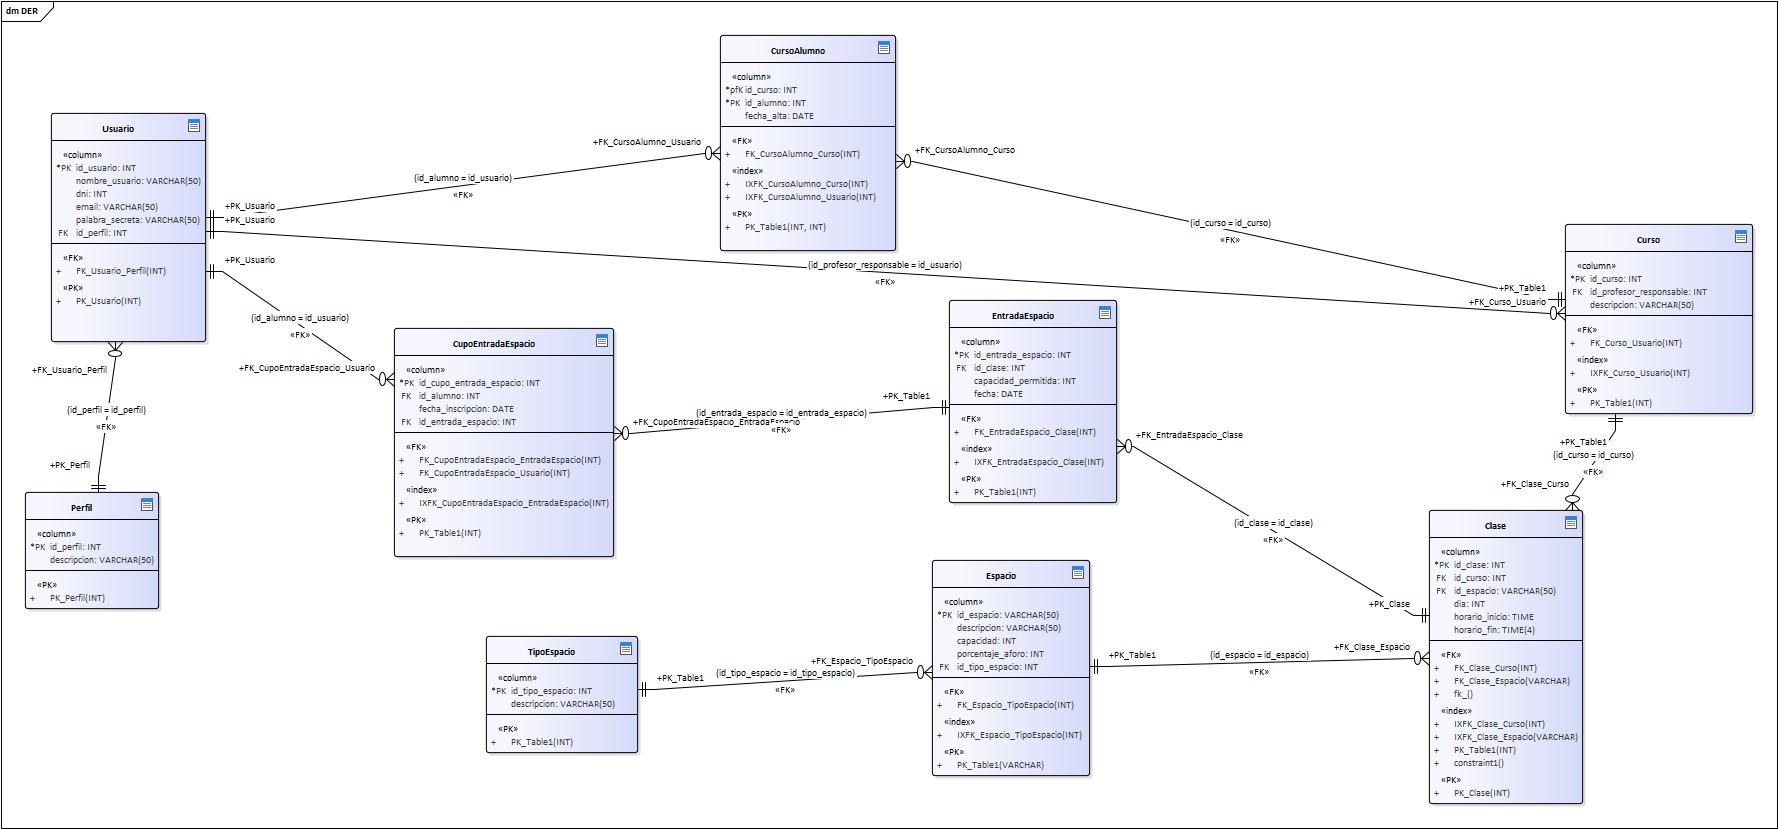 dm DER
CursoAlumno
«column»
*pfK id_curso: INT
*PK id_alumno: INT
fecha_alta: DATE
«FK»
+ FK_CursoAlumno_Curso(INT)
«index»
+ IXFK_CursoAlumno_Curso(INT)
+ IXFK_CursoAlumno_Usuario(INT)
«PK»
+ PK_Table1(INT, INT)
Usuario
«column»
*PK id_usuario: INT
nombre_usuario: VARCHAR(50)
dni: INT
email: VARCHAR(50)
palabra_secreta: VARCHAR(50)
FK id_perfil: INT
«FK»
+ FK_Usuario_Perfil(INT)
«PK»
+ PK_Usuario(INT)
+FK_CursoAlumno_Usuario
(id_alumno = id_usuario)
«FK»
+PK_Usuario
+PK_Usuario
+FK_CursoAlumno_Curso
(id_curso = id_curso)
«FK»
+PK_Table1
(id_profesor_responsable = id_usuario)
«FK»
+FK_Curso_Usuario
Curso
«column»
*PK id_curso: INT
FK id_profesor_responsable: INT
descripcion: VARCHAR(50)
«FK»
+ FK_Curso_Usuario(INT)
«index»
+ IXFK_Curso_Usuario(INT)
«PK»
+ PK_Table1(INT)
+PK_Usuario
(id_alumno = id_usuario)
«FK»
+FK_CupoEntradaEspacio_Usuario
CupoEntradaEspacio
«column»
*PK id_cupo_entrada_espacio: INT
FK id_alumno: INT
fecha_inscripcion: DATE
FK id_entrada_espacio: INT
«FK»
+ FK_CupoEntradaEspacio_EntradaEspacio(INT)
+ FK_CupoEntradaEspacio_Usuario(INT)
«index»
+ IXFK_CupoEntradaEspacio_EntradaEspacio(INT)
«PK»
+ PK_Table1(INT)
EntradaEspacio
«column»
*PK id_entrada_espacio: INT
FK id_clase: INT
capacidad_permitida: INT
fecha: DATE
«FK»
+ FK_EntradaEspacio_Clase(INT)
«index»
+ IXFK_EntradaEspacio_Clase(INT)
«PK»
+ PK_Table1(INT)
+PK_Table1
(id_entrada_espacio = id_entrada_espacio)
+FK_CupoEntradaEspacio_EntradaEspacio
«FK»
+FK_EntradaEspacio_Clase
(id_clase = id_clase)
«FK»
+PK_Clase
+FK_Usuario_Perfil
(id_perfil = id_perfil)
«FK»
+PK_Perfil
Perfil
«column»
*PK id_perfil: INT
descripcion: VARCHAR(50)
«PK»
+ PK_Perfil(INT)
+PK_Table1
(id_curso = id_curso)
«FK»
+FK_Clase_Curso
Clase
«column»
*PK id_clase: INT
FK id_curso: INT
FK id_espacio: VARCHAR(50)
dia: INT
horario_inicio: TIME
horario_fin: TIME(4)
«FK»
+ FK_Clase_Curso(INT)
+ FK_Clase_Espacio(VARCHAR)
+ fk_()
«index»
+ IXFK_Clase_Curso(INT)
+ IXFK_Clase_Espacio(VARCHAR)
+ PK_Table1(INT)
+ constraint1()
«PK»
+ PK_Clase(INT)
Espacio
«column»
*PK id_espacio: VARCHAR(50)
descripcion: VARCHAR(50)
capacidad: INT
porcentaje_aforo: INT
FK id_tipo_espacio: INT
«FK»
+ FK_Espacio_TipoEspacio(INT)
«index»
+ IXFK_Espacio_TipoEspacio(INT)
«PK»
+ PK_Table1(VARCHAR)
+PK_Table1
(id_espacio = id_espacio)
«FK»
+FK_Clase_Espacio
TipoEspacio
«column»
*PK id_tipo_espacio: INT
descripcion: VARCHAR(50)
«PK»
+ PK_Table1(INT)
+PK_Table1
+FK_Espacio_TipoEspacio
(id_tipo_espacio = id_tipo_espacio)
«FK»